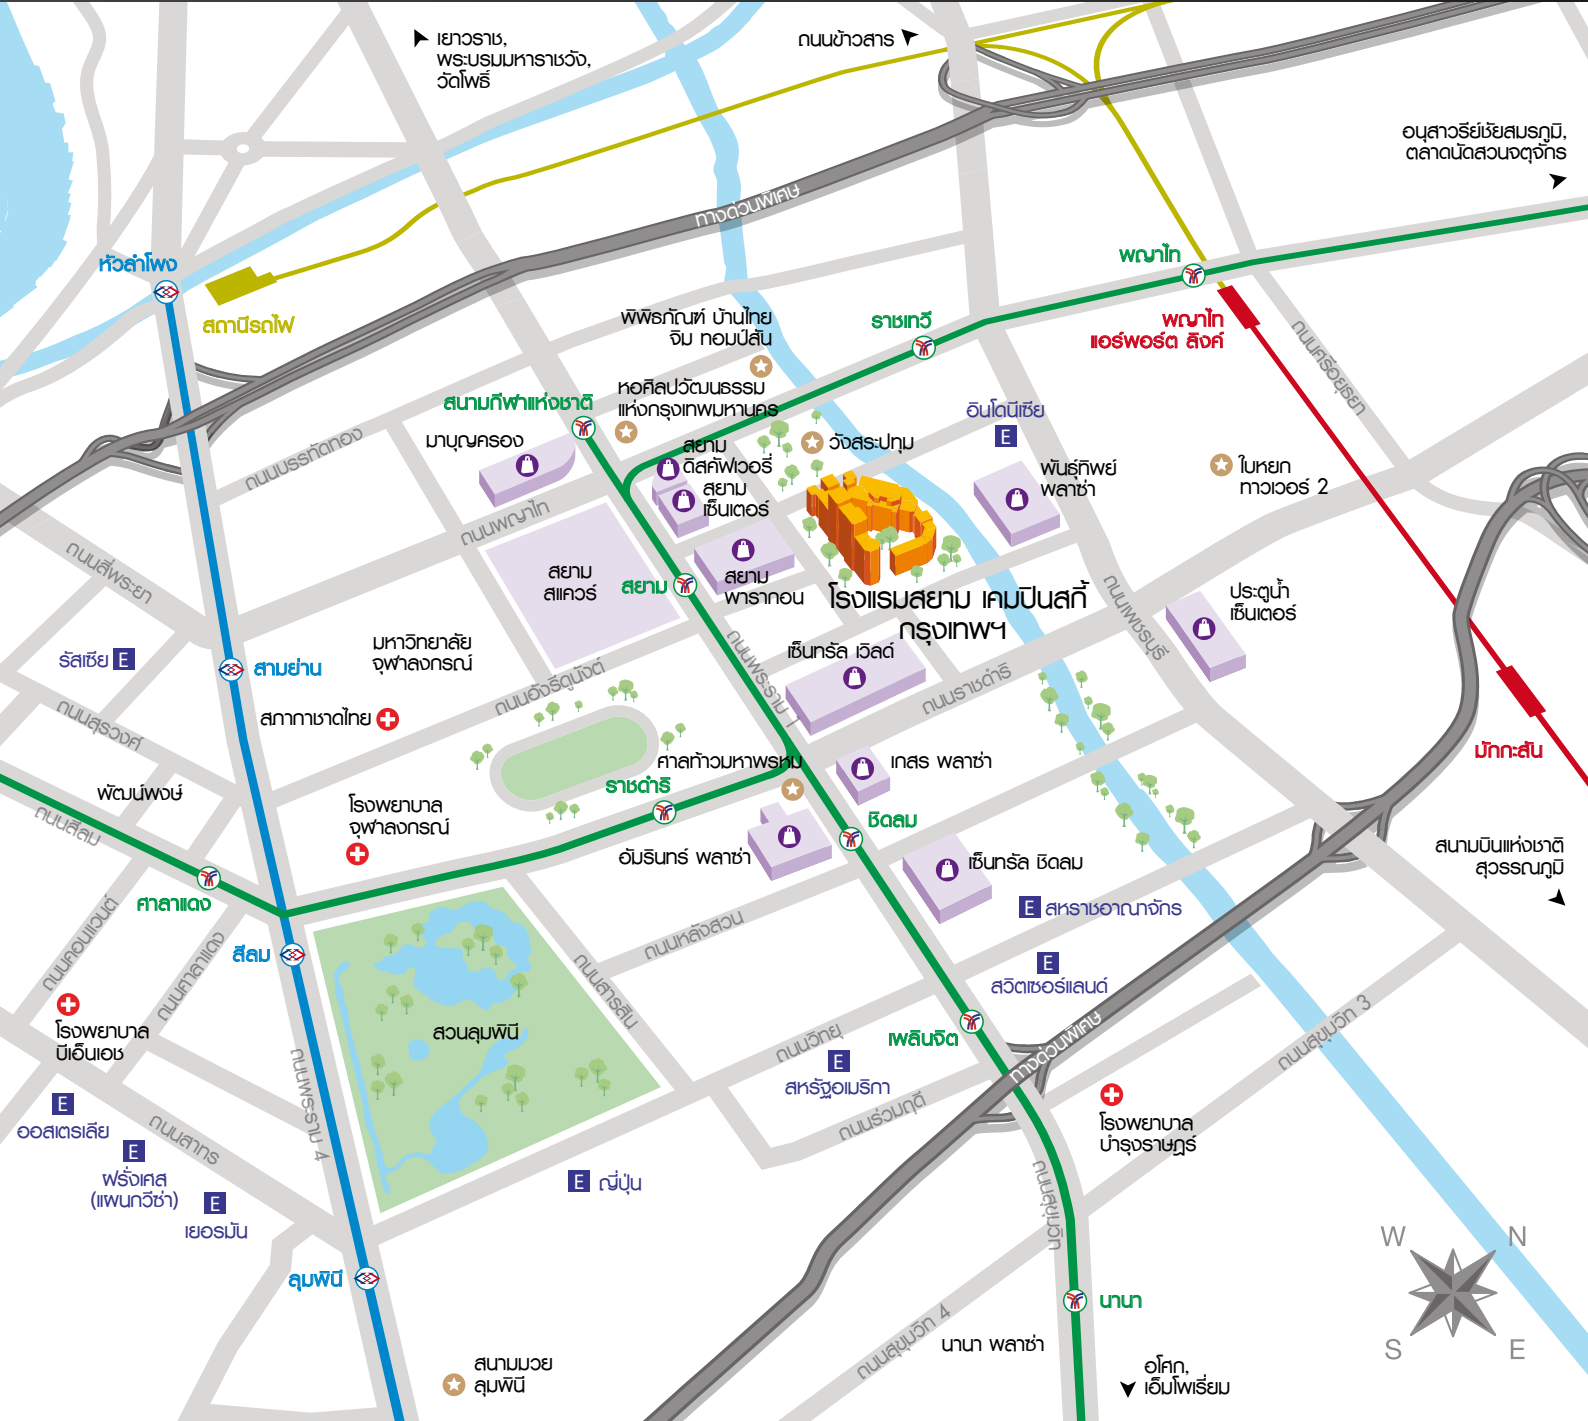 เยาวราช,
พระบรมมหาราชวัง,
วัดโพธิ์
ถนนข้าวสาร
อนุสาวรีย์ชัยสมรภูมิ,
ตลาดนัดสวนจตุจักร
ทางด่วนพิเศษ
หัวลำโพง
สถานีรถไฟ
พญาไท
พญาไท
แอร์พอร์ต ลิงค์
ราชเทวี
พิพิธภัณฑ์ บ้านไทย
จิม ทอมป์สัน
ถนนศรีอยุธยา
หอศิลปวัฒนธรรม
แห่งกรุงเทพมหานคร
สนามกีฬาแห่งชาติ
มาบุญครอง
ถนนบรรทัดทอง
อินโดนีเซีย
E
วังสระปทุม
สยาม
ดิสคัฟเวอรี่
สยาม
เซ็นเตอร์
พันธุ์ทิพย์
พลาซ่า
ใบหยก
ทาวเวอร์ 2
ถนนพญาไท
ถนนสี่พระยา
สยาม
สแควร์
สยาม
สยาม
พารากอน
โรงแรมสยาม เคมปินสกี้
กรุงเทพฯ
ถนนเพชรบุรี
ประตูน้ำ
เซ็นเตอร์
รัสเซีย E
สามย่าน
มหาวิทยาลัย
จุฬาลงกรณ์
เซ็นทรัล เวิลด์
ถนนพระราม 1
ถนนอังรีดูนังต์
ถนนราชดำริ
สภากาชาดไทย
ถนนสุรวงศ์
มักกะสัน
ศาลท้าวมหาพรหม
ราชดำริ
เกสร พลาซ่า
พัฒน์พงษ์
ถนนสีลม
โรงพยาบาล
จุฬาลงกรณ์
ชิดลม
อัมรินทร์ พลาซ่า
เซ็นทรัล ชิดลม
สนามบินแห่งชาติ
สุวรรณภูมิ
ศาลาแดง
E สหราชอาณาจักร
ถนนหลังสวน
สีลม
ถนนคอนแวนต์
ถนนศาลาแดง
ถนนสารสิน
E
สวิตเซอร์แลนด์
โรงพยาบาล
บีเอ็นเอช
สวนลุมพินี
ถนนวิทยุ
เพลินจิต
ทางด่วนพิเศษ
ถนนสุขุมวิท 3
E
สหรัฐอเมริกา
ถนนพระราม 4
ถนนร่วมฤดี
โรงพยาบาล
บำรุงราษฎร์
E
ออสเตรเลีย
ถนนสาทร
E
ฝรั่งเศส
(แผนกวีซ่า)
E
เยอรมัน
E ญี่ปุ่น
ถนนสุขุมวิท
W
N
S
E
ลุมพินี
นานา
ถนนสุขุมวิท 4
นานา พลาซ่า
สนามมวย
ลุมพินี
อโศก,
เอ็มโพเรี่ยม